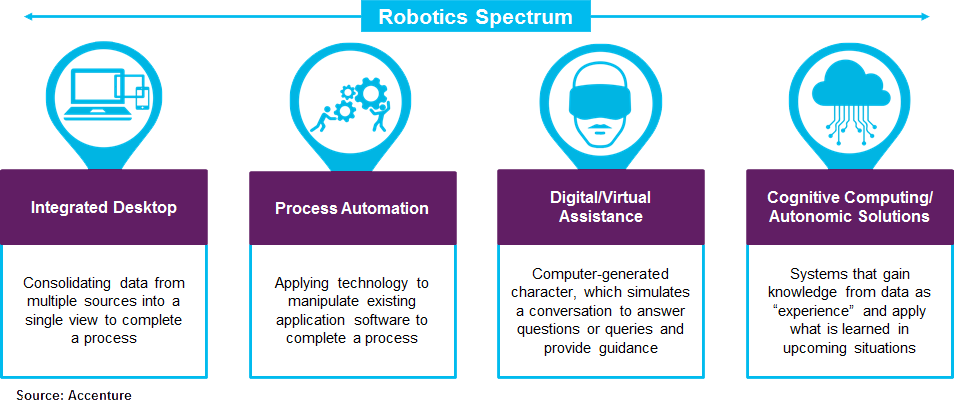 Robotics Spectrum
Integrated Desktop
Consolidating data from
multiple sources into a
single view to complete
a process
Process Automation
Applying technology to
manipulate existing
application software to
complete a process
Digital/Virtual
Assistance
Computer-generated
character, which simulates
a conversation to answer
questions or queries and
provide guidance
Cognitive Computing/
Autonomic Solutions
Systems that gain
knowledge from data as
“experience” and apply
what is learned in
upcoming situations
Source: Accenture